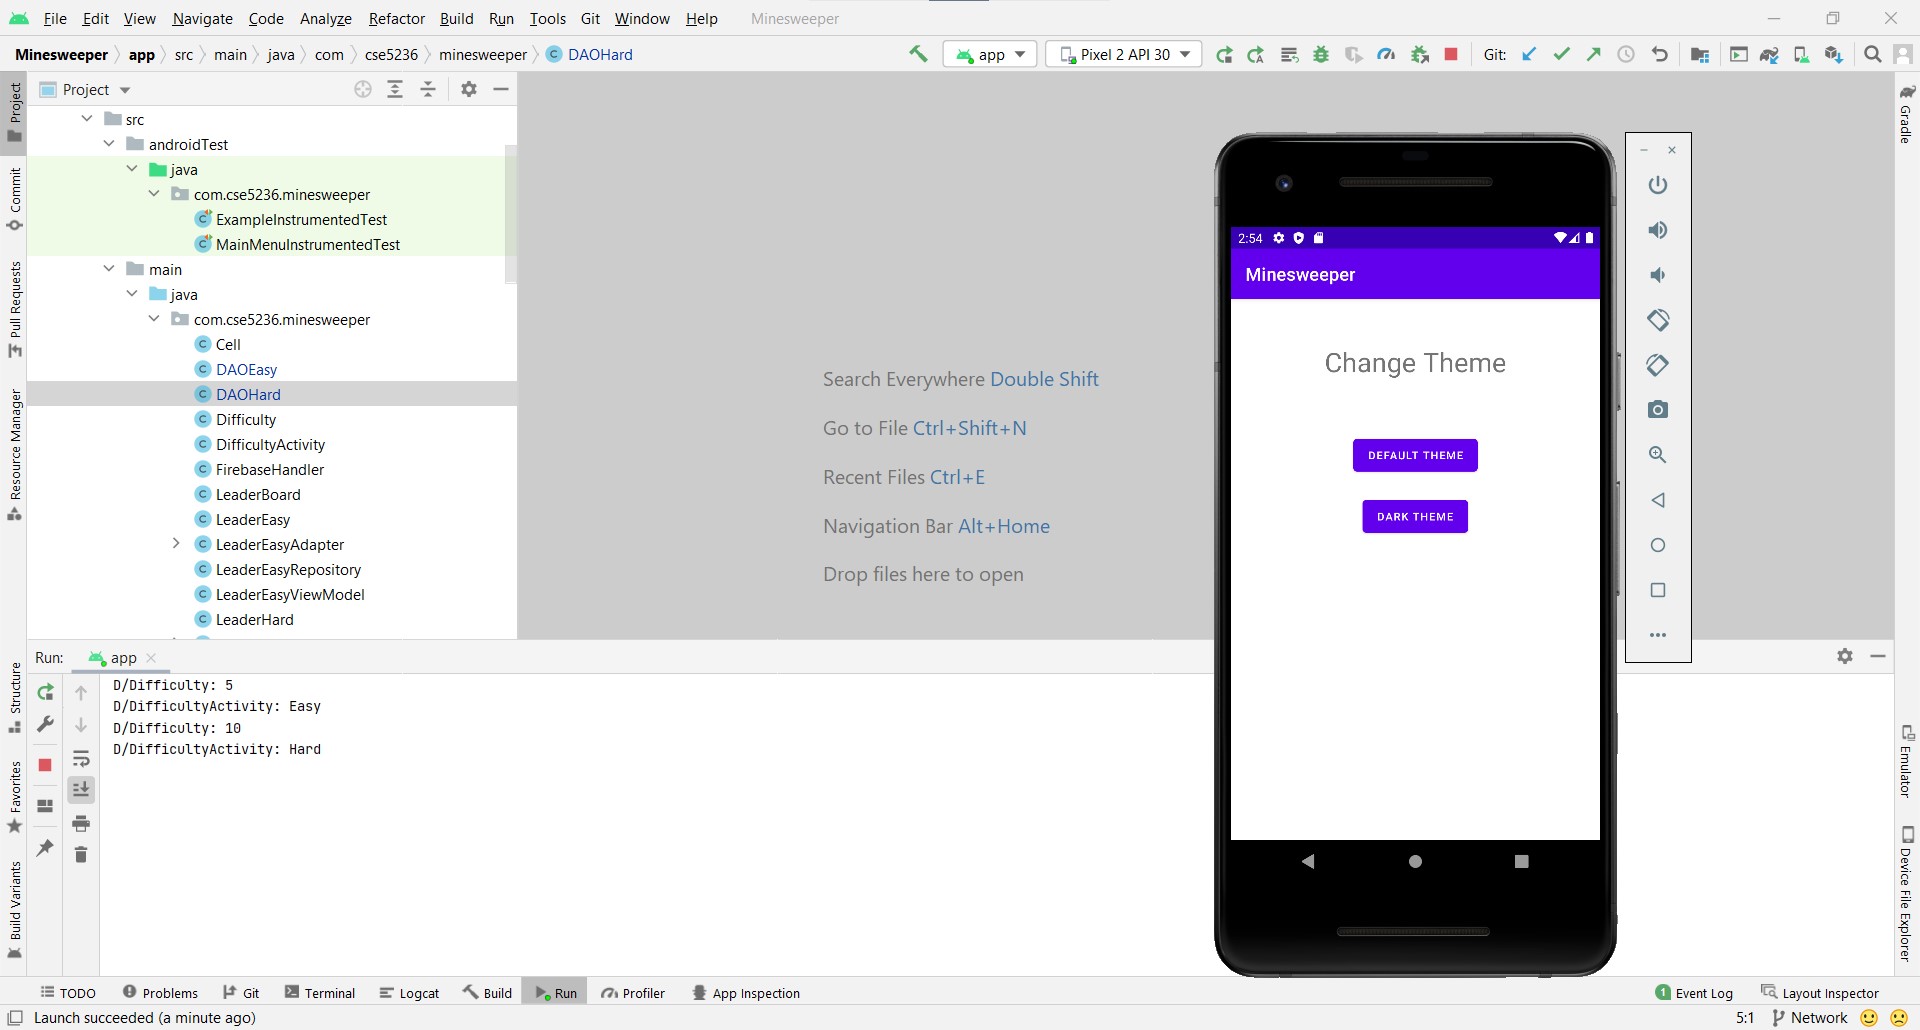 File Edit View Navigate Code Analyze Refactor Build Run Tools Git Window Help Minesweeper
Minesweeper app src main java com cse5236 minesweeper DAOHard app Pixel 2 API 30 Git:
Project
src
androidTest
java
com.cse5236.minesweeper
ExampleInstrumentedTest
MainMenuInstrumentedTest
main
java
com.cse5236.minesweeper
Cell
DAOEasy
DAOHard
Difficulty
DifficultyActivity
FirebaseHandler
LeaderBoard
LeaderEasy
LeaderEasyAdapter
LeaderEasyRepository
LeaderEasyViewModel
LeaderHard
Project
Commit
Pull Requests
Resource Manager
Structure
Favorites
Build Variants
Search Everywhere Double Shift
Go to File Ctrl+Shift+N
Recent Files Ctrl+E
Navigation Bar Alt+Home
Drop files here to open
2:54
Minesweeper
Change Theme
DEFAULT THEME
DARK THEME
Gradle
Emulator
Device File Explorer
Run: app
D/Difficulty: 5
D/DifficultyActivity: Easy
D/Difficulty: 10
D/DifficultyActivity: Hard
TODO Problems Git Terminal Logcat Build Run Profiler App Inspection 1 Event Log Layout Inspector
Launch succeeded (a minute ago) 5:1 Network